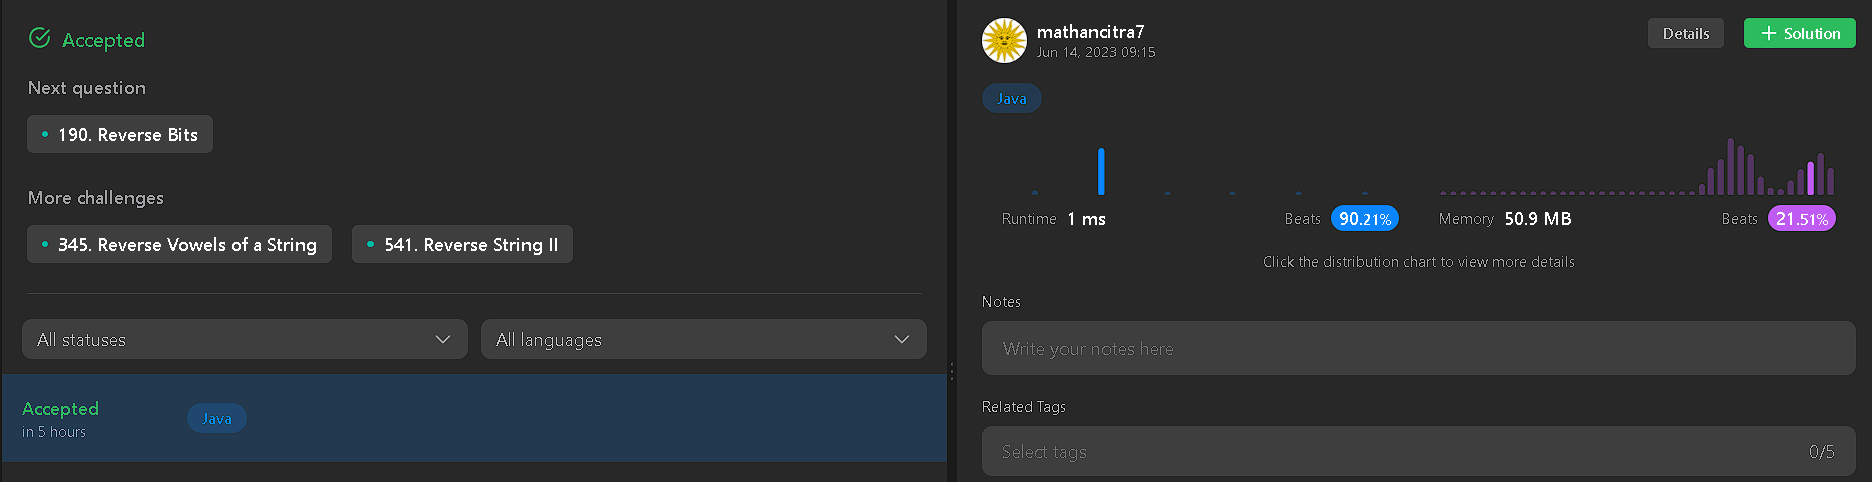 Accepted
Next question
190. Reverse Bits
More challenges
345. Reverse Vowels of a String
541. Reverse String II
All statuses
All languages
Accepted
in 5 hours
Java
mathancitra7
Jun 14, 2023 09:15
Details
+ Solution
Java
Runtime 1 ms
Beats 90.21%
Memory 50.9 MB
Beats 21.51%
Click the distribution chart to view more details
Notes
Write your notes here
Related Tags
Select tags
0/5